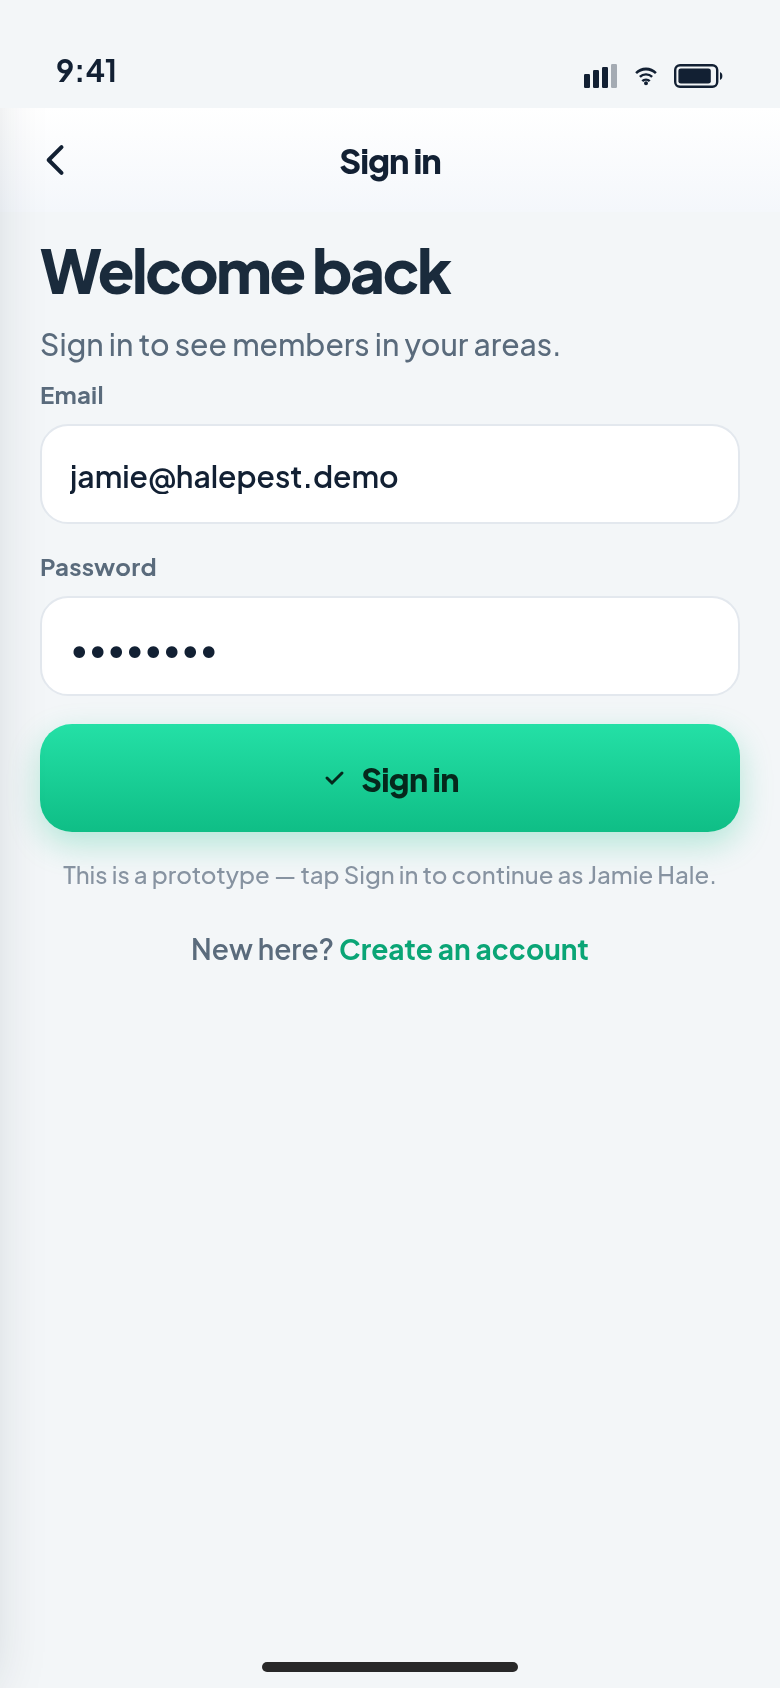 9:41
Sign in
Welcome back
Sign in to see members in your areas.
Email
jamie@halepest.demo
Password
••••••••
Sign in
This is a prototype — tap Sign in to continue as Jamie Hale.
New here? Create an account